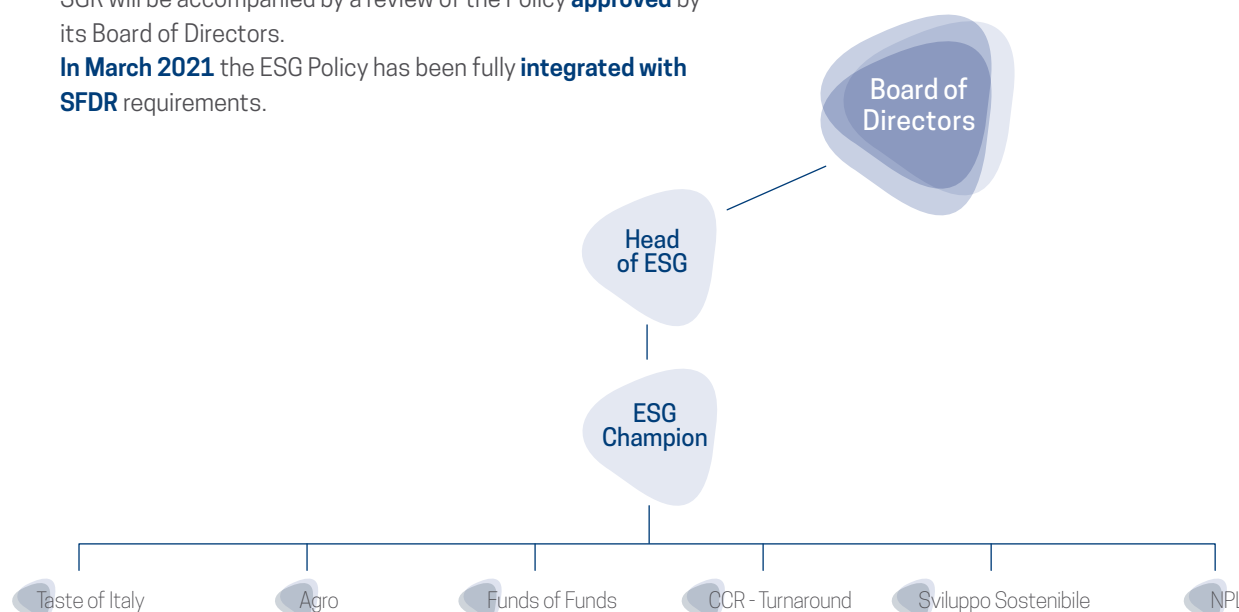 SGR will be accompanied by a review of the Policy approved by
its Board of Directors.
In March 2021 the ESG Policy has been fully integrated with
SFDR requirements.
Board of
Directors
Head
of ESG
ESG
Champion
Taste of Italy
Agro
Funds of Funds
CCR - Turnaround
Sviluppo Sostenibile
NPL